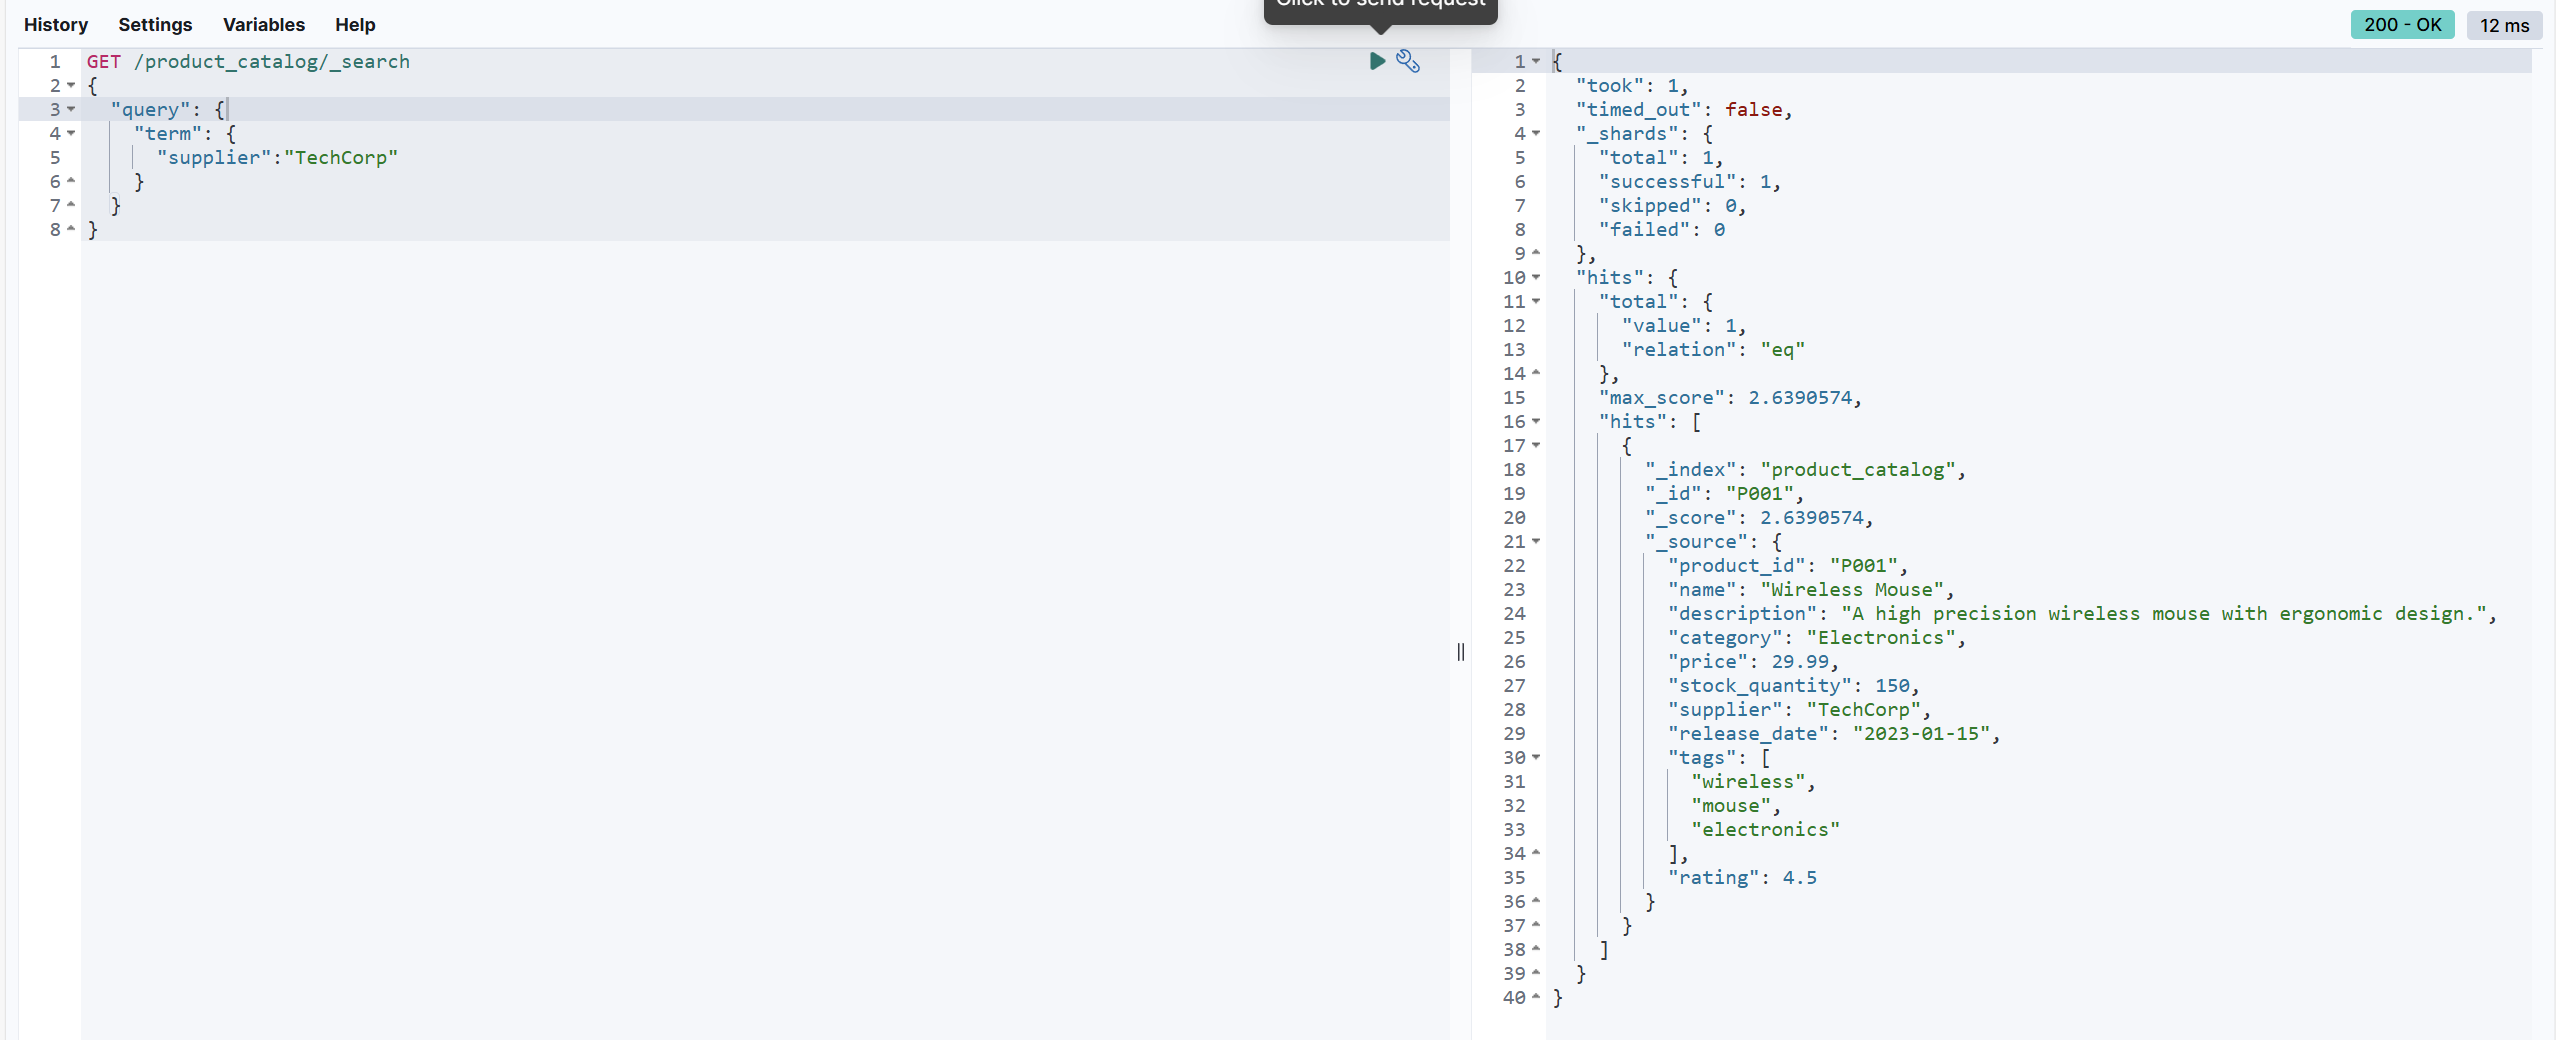 Click to send request
History Settings Variables Help
200 - OK 12 ms
1 GET /product_catalog/_search
2 {
3 "query": {
4 "term": {
5 "supplier":"TechCorp"
6 }
7 }
8 }
1 {
2 "took": 1,
3 "timed_out": false,
4 "_shards": {
5 "total": 1,
6 "successful": 1,
7 "skipped": 0,
8 "failed": 0
9 },
10 "hits": {
11 "total": {
12 "value": 1,
13 "relation": "eq"
14 },
15 "max_score": 2.6390574,
16 "hits": [
17 {
18 "_index": "product_catalog",
19 "_id": "P001",
20 "_score": 2.6390574,
21 "_source": {
22 "product_id": "P001",
23 "name": "Wireless Mouse",
24 "description": "A high precision wireless mouse with ergonomic design.",
25 "category": "Electronics",
26 "price": 29.99,
27 "stock_quantity": 150,
28 "supplier": "TechCorp",
29 "release_date": "2023-01-15",
30 "tags": [
31 "wireless",
32 "mouse",
33 "electronics"
34 ],
35 "rating": 4.5
36 }
37 }
38 ]
39 }
40 }